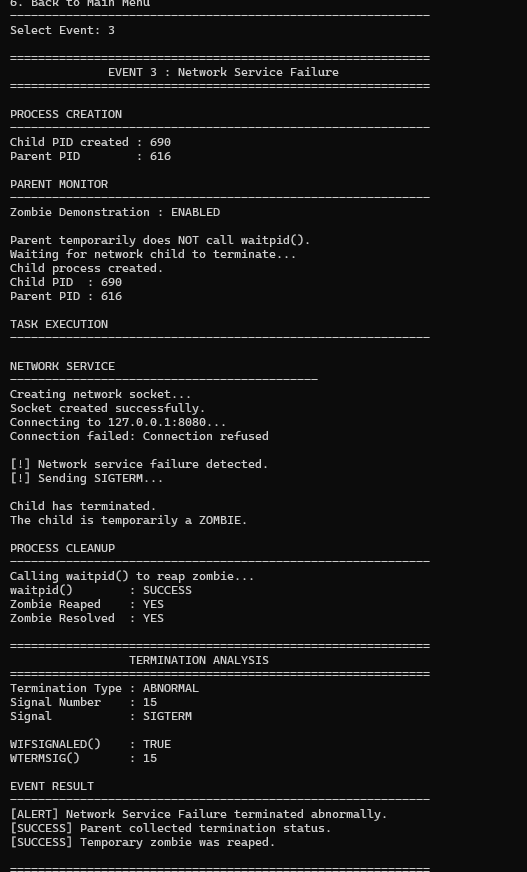 6. Back to Main Menu
Select Event: 3
EVENT 3 : Network Service Failure
PROCESS CREATION
Child PID created : 690
Parent PID        : 616
PARENT MONITOR
Zombie Demonstration : ENABLED
Parent temporarily does NOT call waitpid().
Waiting for network child to terminate...
Child process created.
Child PID  : 690
Parent PID : 616
TASK EXECUTION
NETWORK SERVICE
Creating network socket...
Socket created successfully.
Connecting to 127.0.0.1:8080...
Connection failed: Connection refused
[!] Network service failure detected.
[!] Sending SIGTERM...
Child has terminated.
The child is temporarily a ZOMBIE.
PROCESS CLEANUP
Calling waitpid() to reap zombie...
waitpid()        : SUCCESS
Zombie Reaped    : YES
Zombie Resolved  : YES
TERMINATION ANALYSIS
Termination Type : ABNORMAL
Signal Number    : 15
Signal           : SIGTERM
WIFSIGNALED()    : TRUE
WTERMSIG()       : 15
EVENT RESULT
[ALERT] Network Service Failure terminated abnormally.
[SUCCESS] Parent collected termination status.
[SUCCESS] Temporary zombie was reaped.